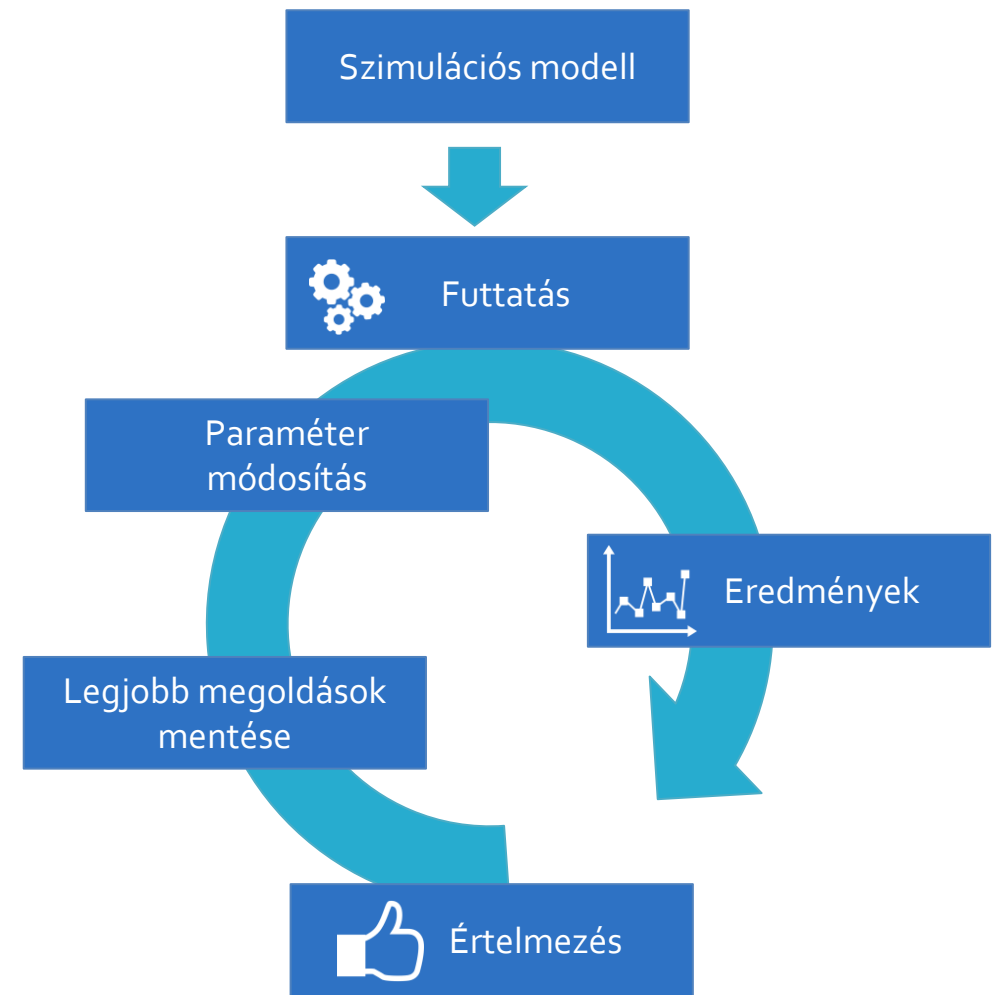 Szimulációs modell
Futtatás
Paraméter
módosítás
Eredmények
Legjobb megoldások
mentése
Értelmezés